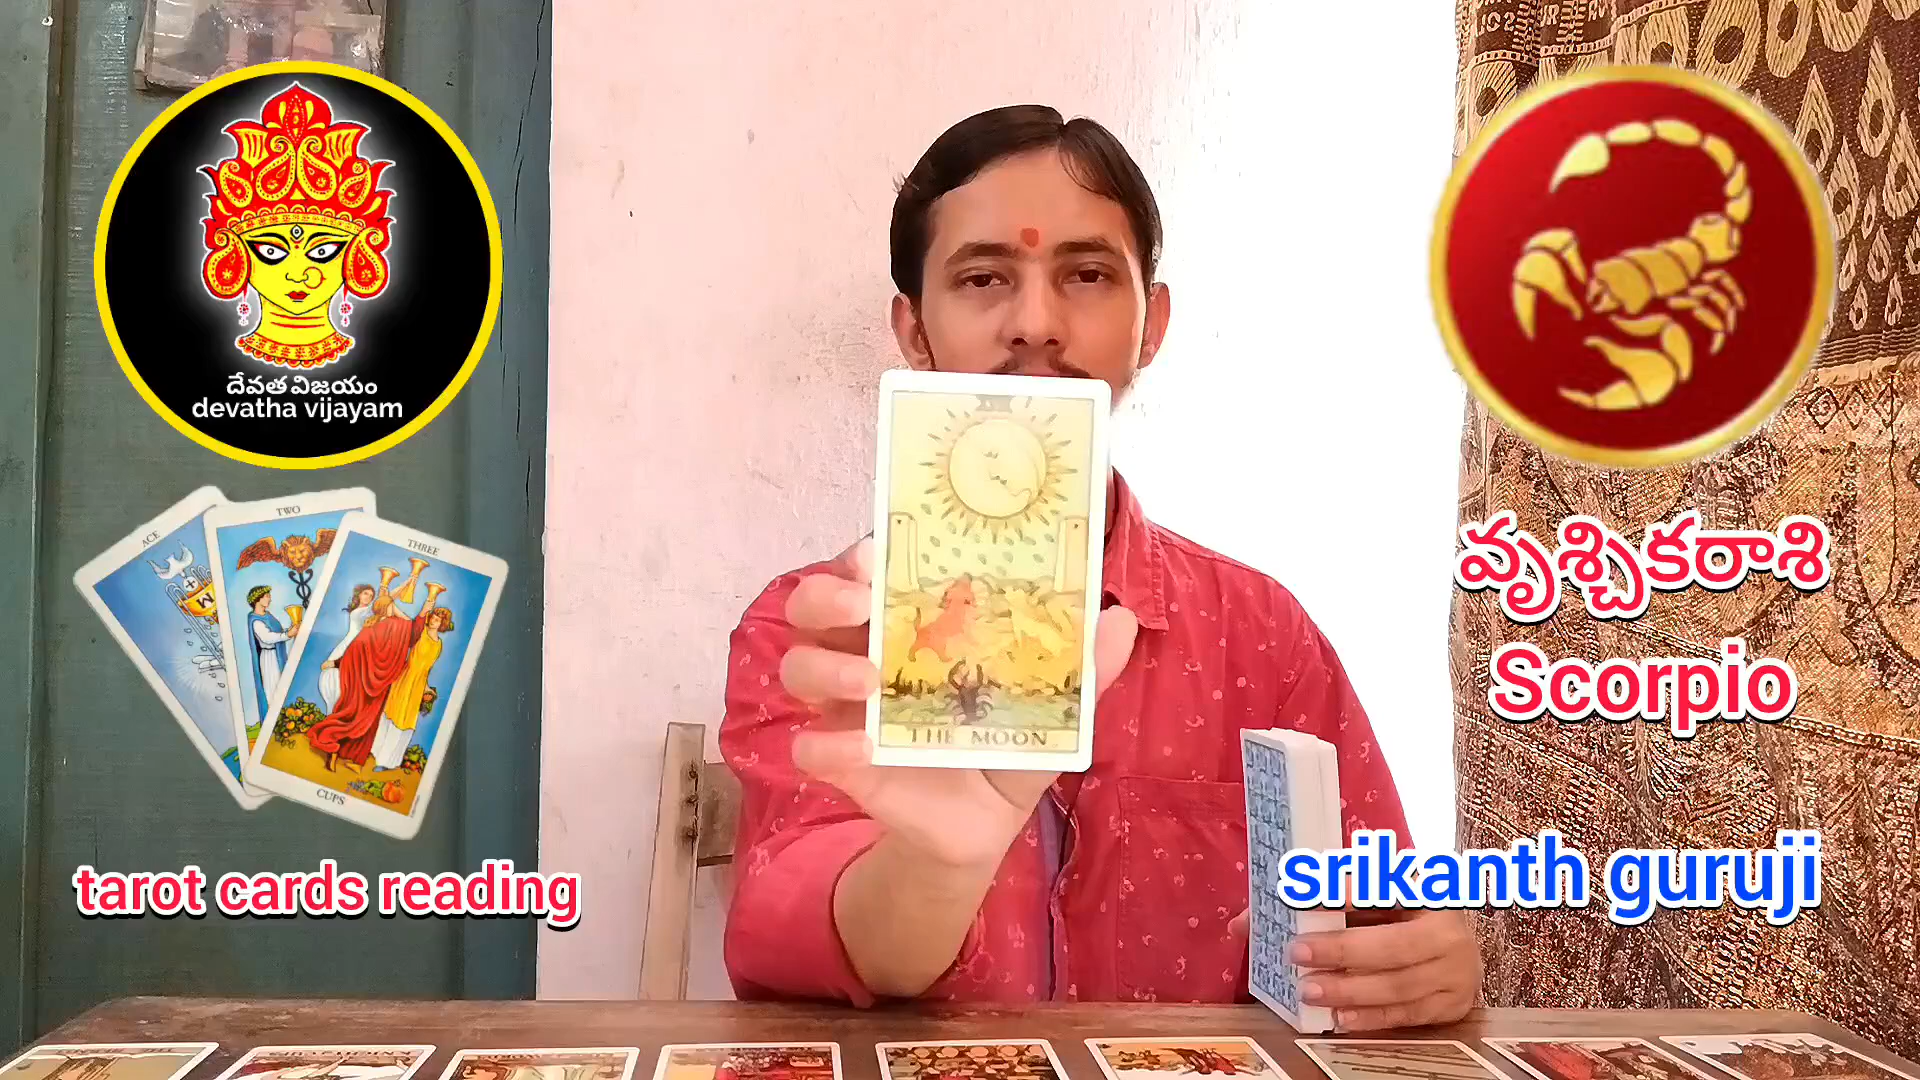 దేవత విజయం
devatha vijayam
ACE
TWO
THREE
CUPS
tarot cards reading
THE MOON
వృశ్చికరాశి
Scorpio
srikanth guruji